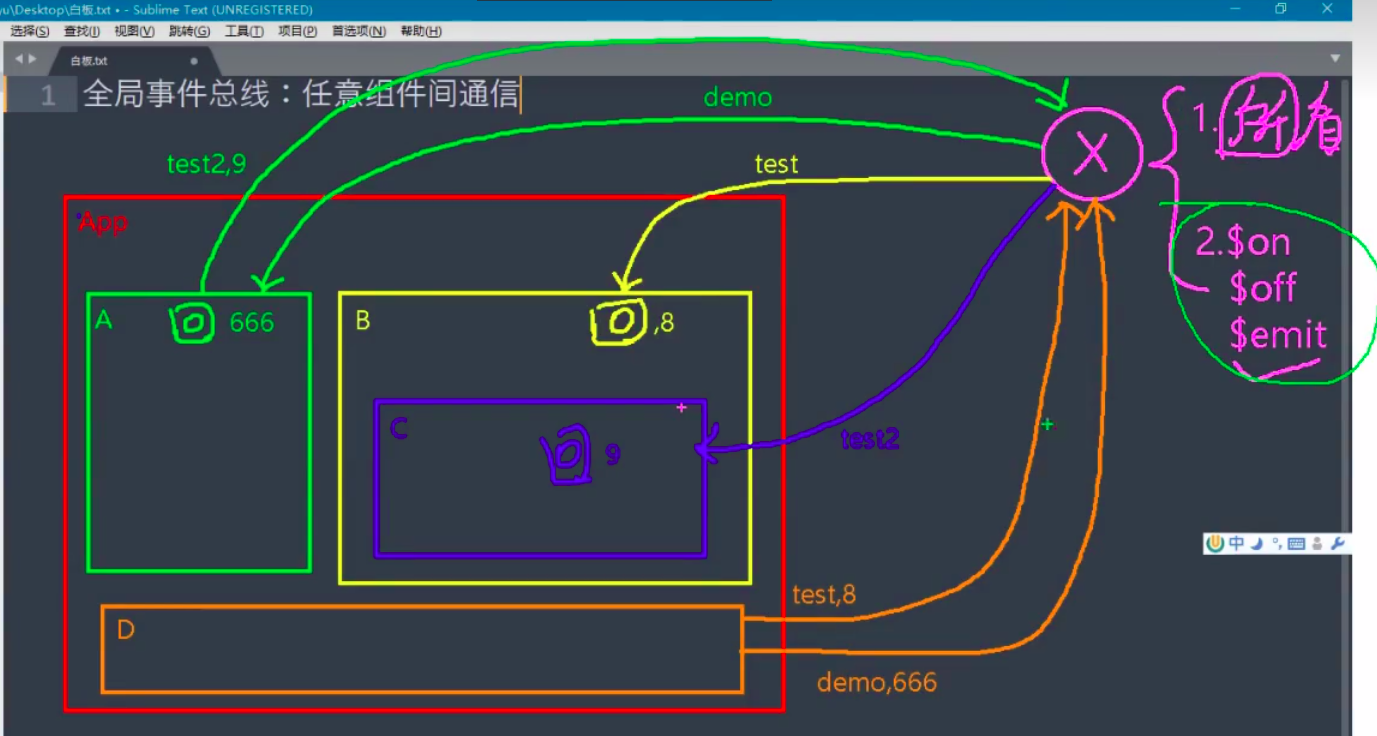 yu\Desktop\白板.txt • - Sublime Text (UNREGISTERED)
选择(S) 查找(I) 视图(V) 跳转(G) 工具(T) 项目(P) 首选项(N) 帮助(H)
白板.txt
1 全局事件总线：任意组件间通信
demo
X
1.所有
test2,9
test
App
2.$on
$off
$emit
A 666
B ,8
C 9
test2
中
test,8
D
demo,666